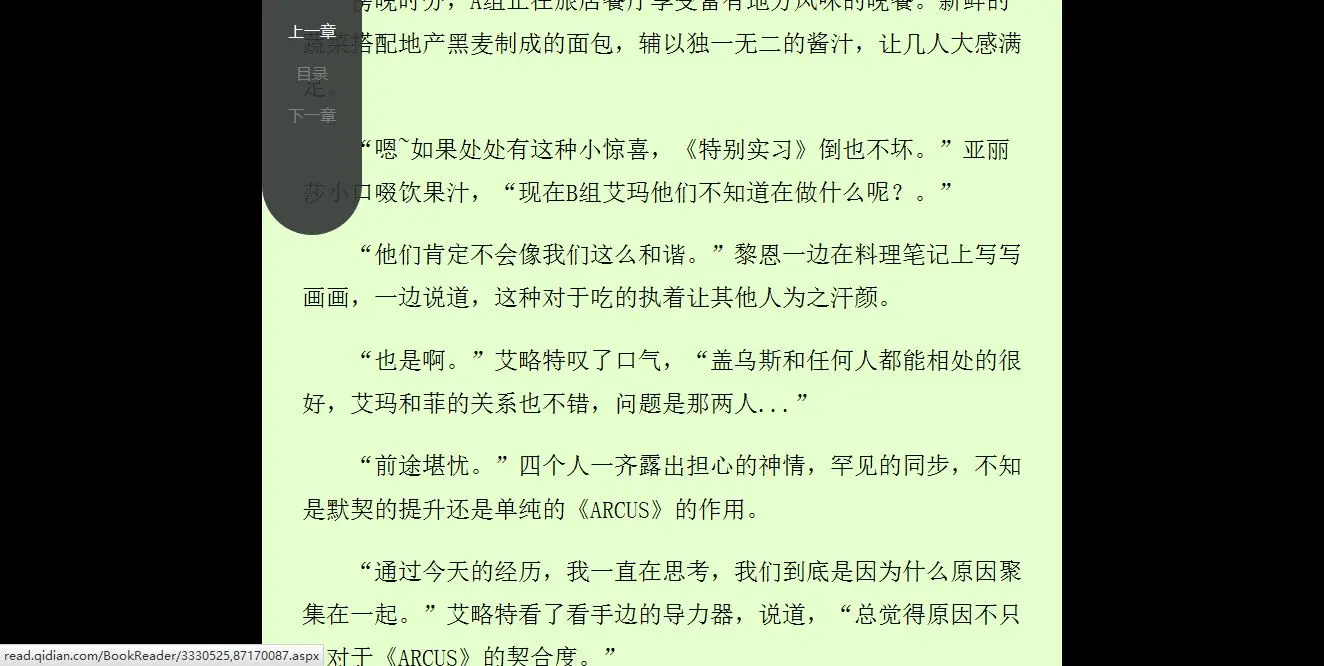 上一章
目录
下一章
傍晚时分，A组正在旅店餐厅享受富有地方风味的晚餐。新鲜的
蔬菜搭配地产黑麦制成的面包，辅以独一无二的酱汁，让几人大感满
足。
“嗯~如果处处有这种小惊喜，《特别实习》倒也不坏。”亚丽
莎小口啜饮果汁，“现在B组艾玛他们不知道在做什么呢？。”
“他们肯定不会像我们这么和谐。”黎恩一边在料理笔记上写写
画画，一边说道，这种对于吃的执着让其他人为之汗颜。
“也是啊。”艾略特叹了口气，“盖乌斯和任何人都能相处的很
好，艾玛和菲的关系也不错，问题是那两人...”
“前途堪忧。”四个人一齐露出担心的神情，罕见的同步，不知
是默契的提升还是单纯的《ARCUS》的作用。
“通过今天的经历，我一直在思考，我们到底是因为什么原因聚
集在一起。”艾略特看了看手边的导力器，说道，“总觉得原因不只
对于《ARCUS》的契合度。”
read.qidian.com/BookReader/3330525,87170087.aspx